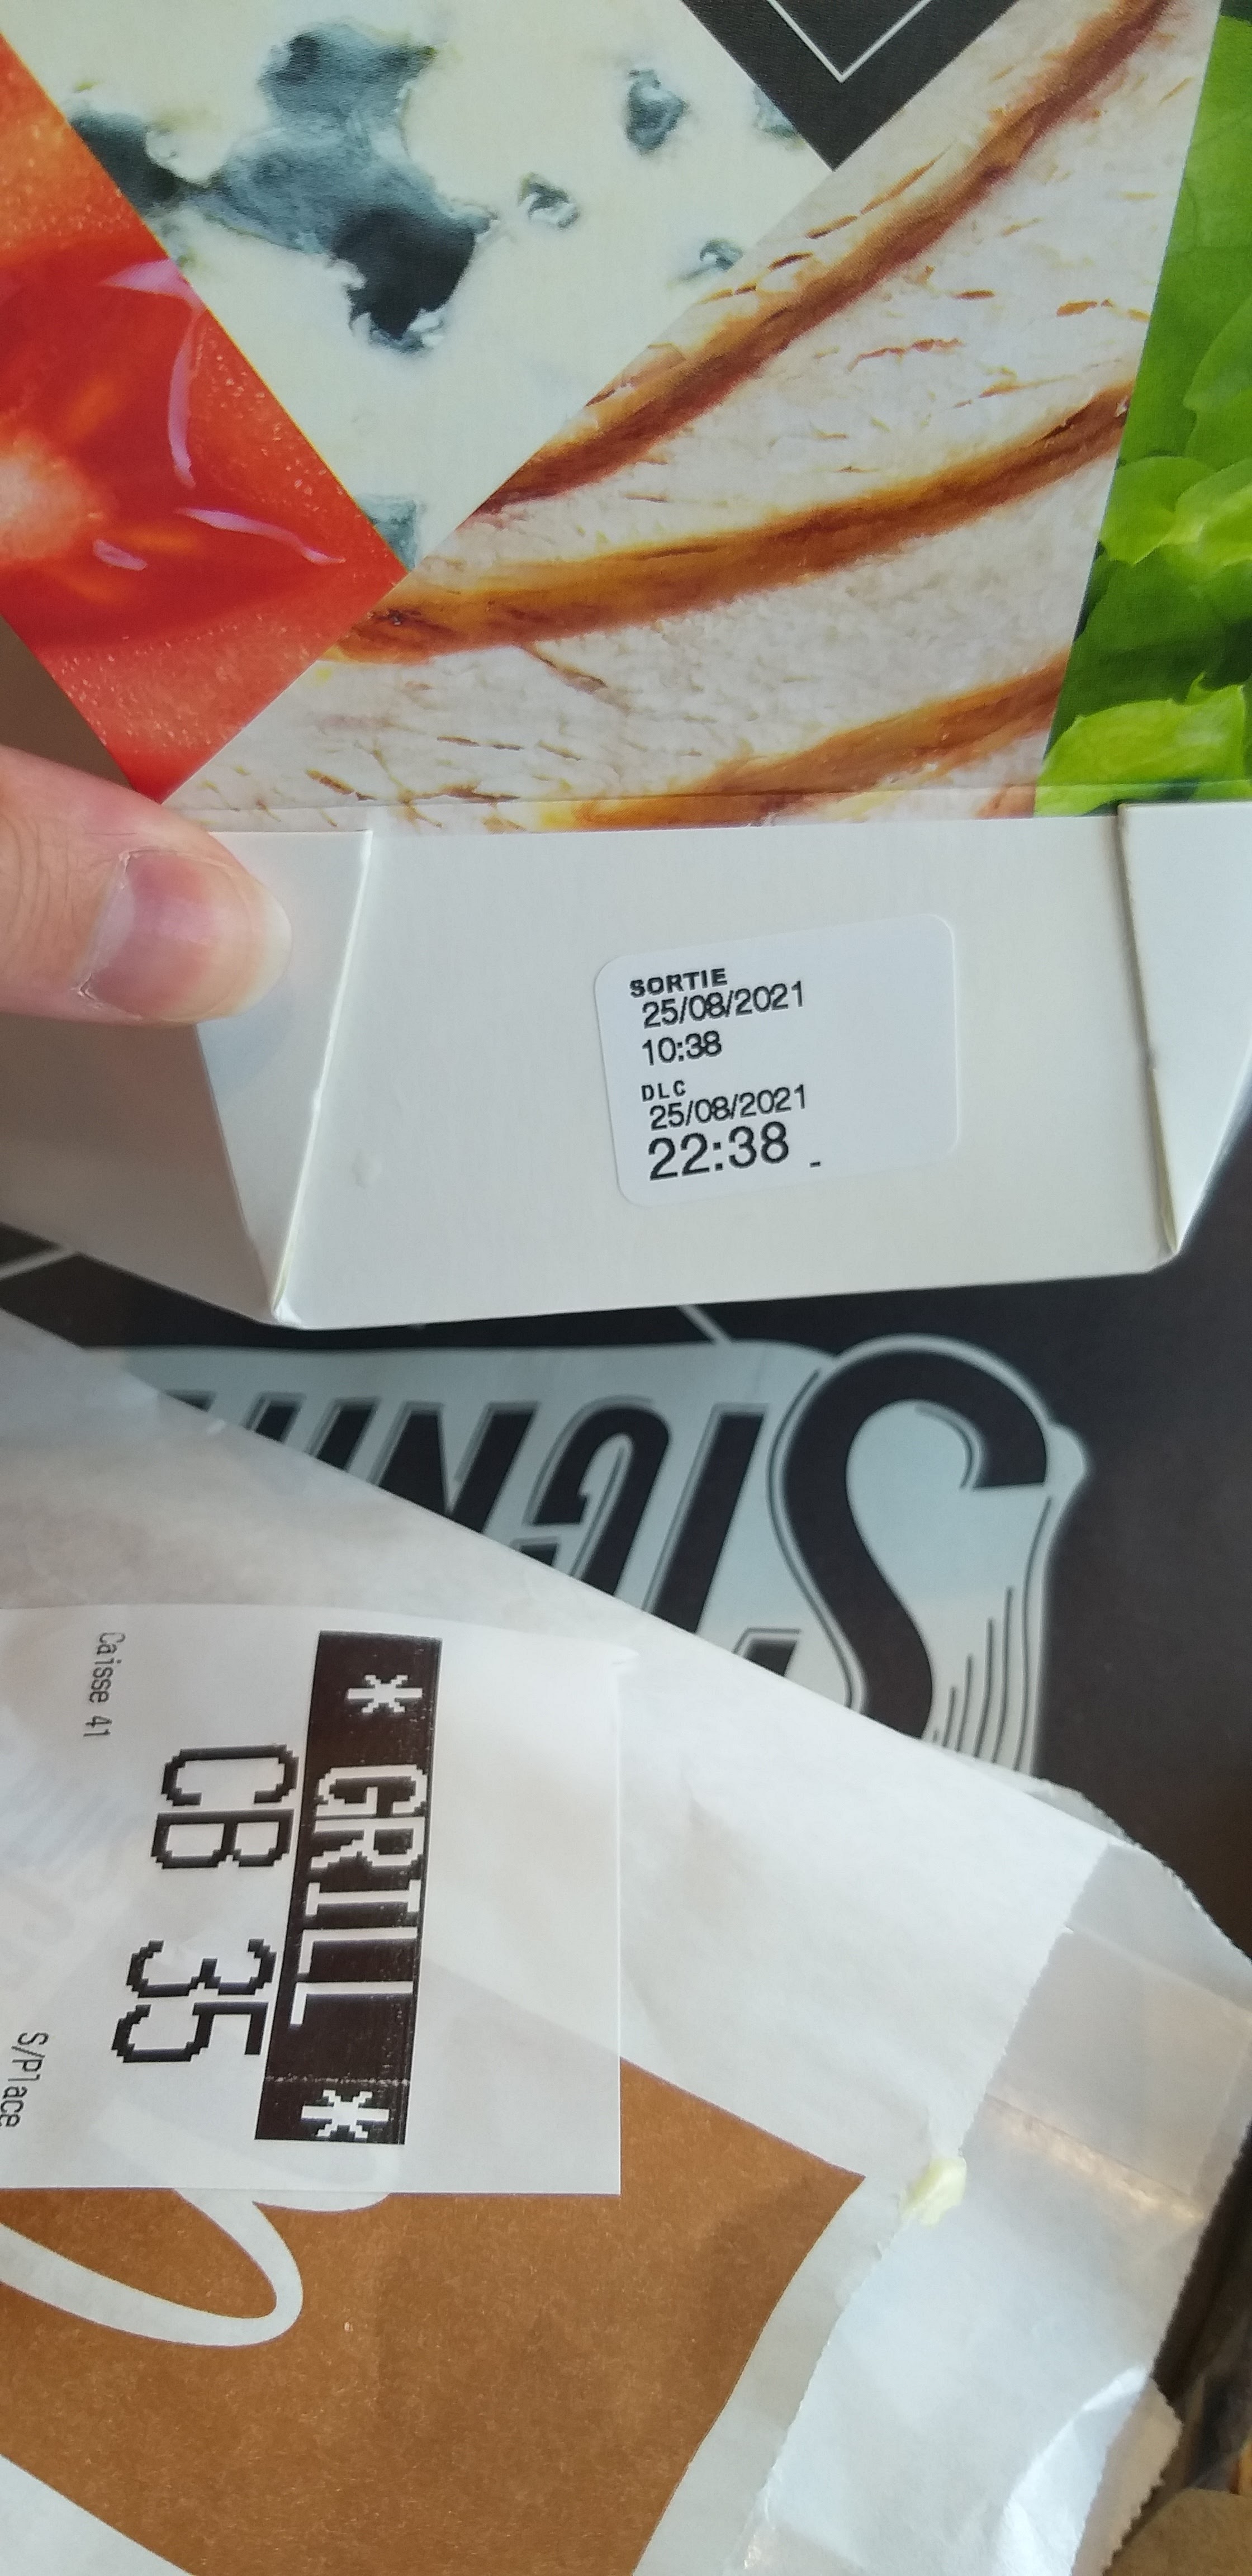 SORTIE
25/08/2021
10:38
DLC
25/08/2021
22:38 -
* GRILL *
CB 35
Caisse 41
S/Place